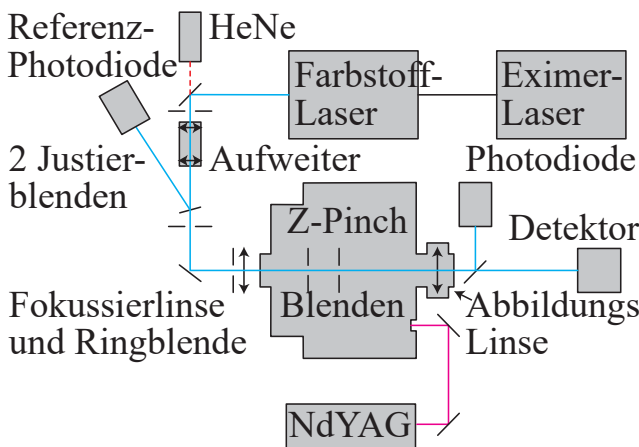 Referenz-
Photodiode
HeNe
Farbstoff-
Laser
Eximer-
Laser
2 Justier-
blenden
Aufweiter
Photodiode
Z-Pinch
Detektor
Fokussierlinse
und Ringblende
Blenden
Abbildungs
Linse
NdYAG